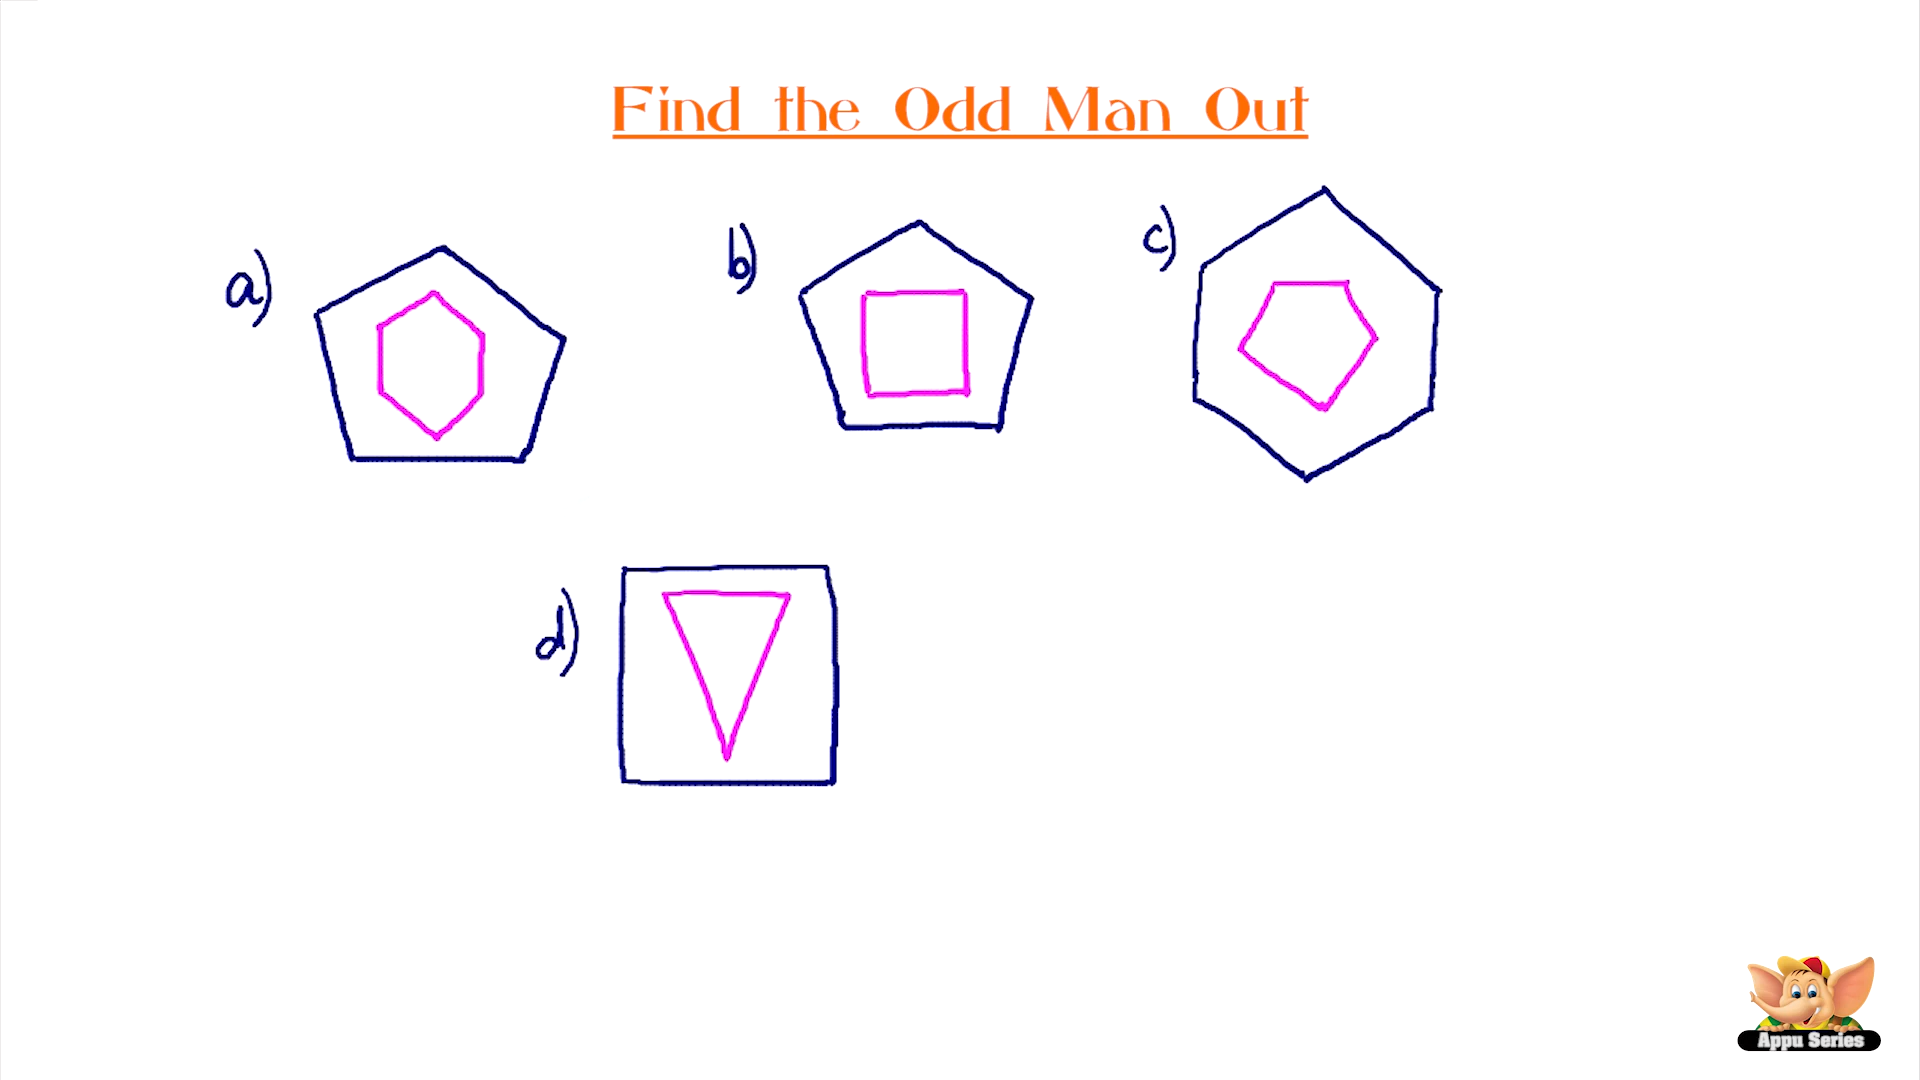 Find the Odd Man Out
a)
b)
c)
d)
Appu Series